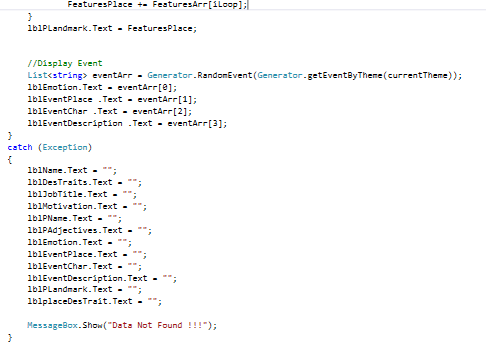 FeaturesPlace += FeaturesArr[iLoop];
}
lblPLandmark.Text = FeaturesPlace;
//Display Event
List<string> eventArr = Generator.RandomEvent(Generator.getEventByTheme(currentTheme));
lblEmotion.Text = eventArr[0];
lblEventPlace .Text = eventArr[1];
lblEventChar .Text = eventArr[2];
lblEventDescription .Text = eventArr[3];
}
catch (Exception)
{
lblName.Text = "";
lblDesTraits.Text = "";
lblJobTitle.Text = "";
lblMotivation.Text = "";
lblPName.Text = "";
lblPAdjectives.Text = "";
lblEmotion.Text = "";
lblEventPlace.Text = "";
lblEventChar.Text = "";
lblEventDescription.Text = "";
lblPLandmark.Text = "";
lblplaceDesTrait.Text = "";
MessageBox.Show("Data Not Found !!!");
}